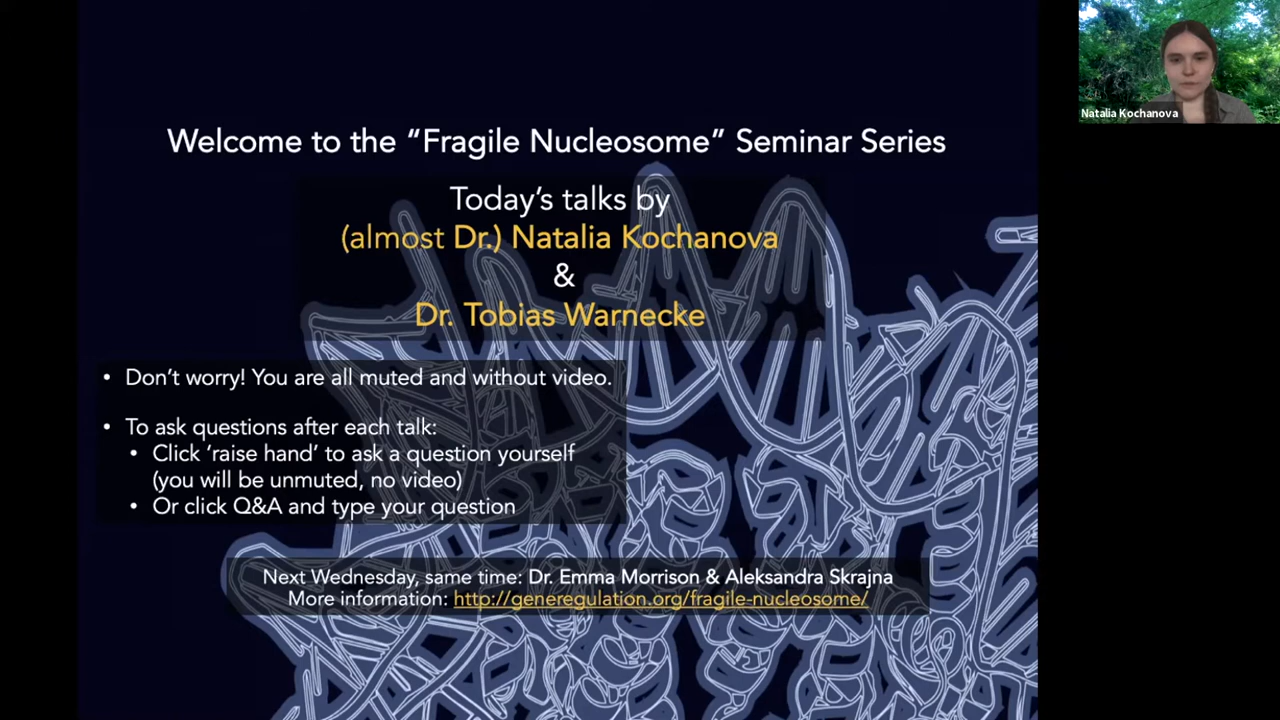 Welcome to the “Fragile Nucleosome” Seminar Series
Today’s talks by
(almost Dr.) Natalia Kochanova
&
Dr. Tobias Warnecke
• Don’t worry! You are all muted and without video.
• To ask questions after each talk:
• Click ‘raise hand’ to ask a question yourself
(you will be unmuted, no video)
• Or click Q&A and type your question
Next Wednesday, same time: Dr. Emma Morrison & Aleksandra Skrajna
More information: http://generegulation.org/fragile-nucleosome/
Natalia Kochanova